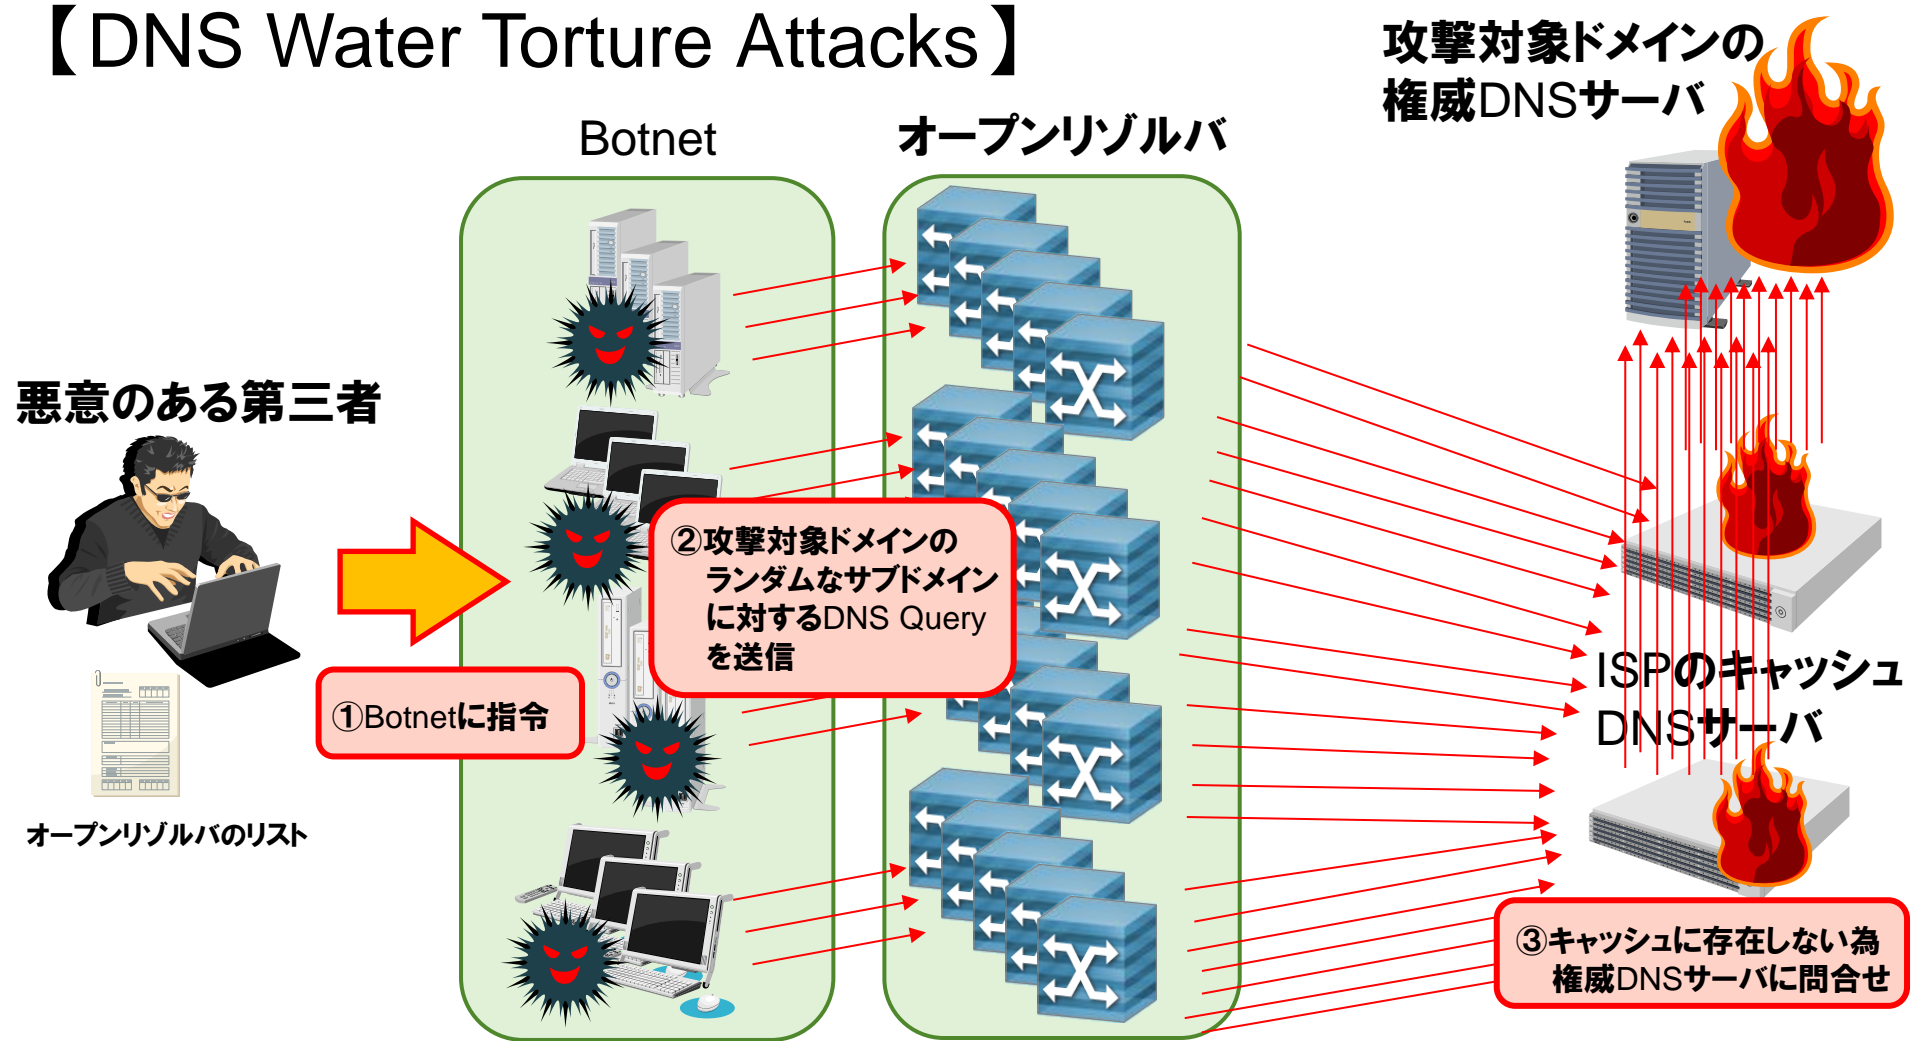 【DNS Water Torture Attacks】
攻撃対象ドメインの
権威DNSサーバ
Botnet
オープンリゾルバ
悪意のある第三者
②攻撃対象ドメインの
ランダムなサブドメイン
に対するDNS Query
を送信
①Botnetに指令
オープンリゾルバのリスト
ISPのキャッシュ
DNSサーバ
③キャッシュに存在しない為
権威DNSサーバに問合せ